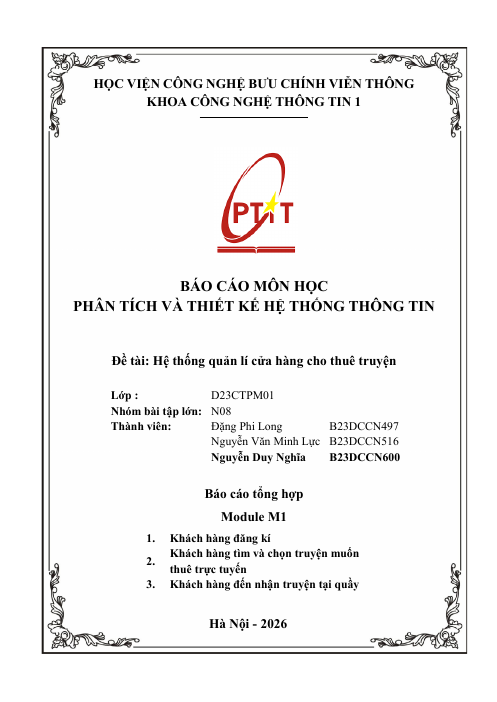 HỌC VIỆN CÔNG NGHỆ BƯU CHÍNH VIỄN THÔNG
KHOA CÔNG NGHỆ THÔNG TIN 1
PTIT
BÁO CÁO MÔN HỌC
PHÂN TÍCH VÀ THIẾT KẾ HỆ THỐNG THÔNG TIN
Đề tài: Hệ thống quản lí cửa hàng cho thuê truyện
Lớp : D23CTPM01
Nhóm bài tập lớn: N08
Thành viên: Đặng Phi Long B23DCCN497
Nguyễn Văn Minh Lực B23DCCN516
Nguyễn Duy Nghĩa B23DCCN600
Báo cáo tổng hợp
Module M1
1. Khách hàng đăng kí
2. Khách hàng tìm và chọn truyện muốn
thuê trực tuyến
3. Khách hàng đến nhận truyện tại quầy
Hà Nội - 2026